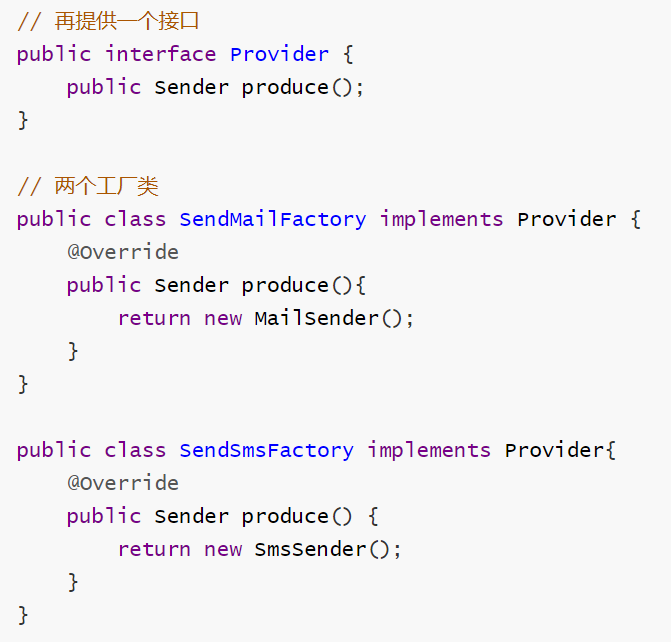 // 再提供一个接口
public interface Provider {
    public Sender produce();
}

// 两个工厂类
public class SendMailFactory implements Provider {
    @Override
    public Sender produce(){
        return new MailSender();
    }
}

public class SendSmsFactory implements Provider{
    @Override
    public Sender produce() {
        return new SmsSender();
    }
}